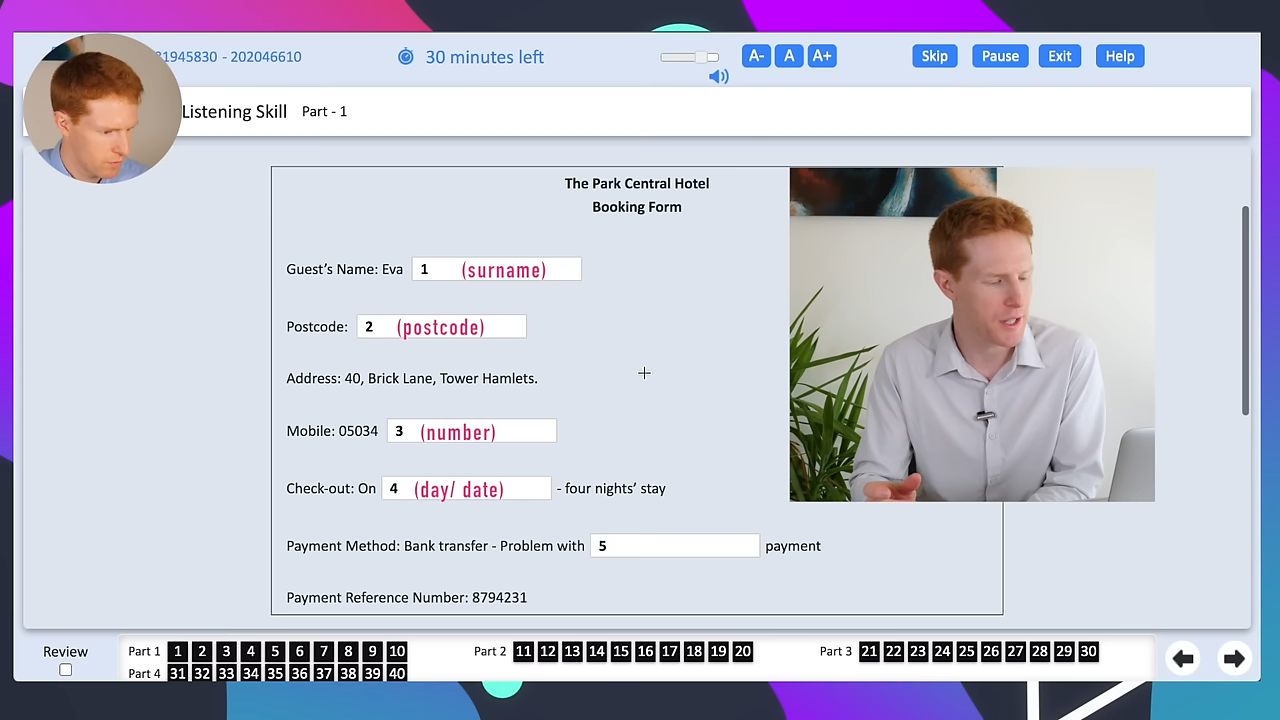 31945830 - 202046610
30 minutes left
A- A A+
Skip Pause Exit Help
Listening Skill Part - 1
The Park Central Hotel
Booking Form
Guest's Name: Eva 1 (surname)
Postcode: 2 (postcode)
Address: 40, Brick Lane, Tower Hamlets.
Mobile: 05034 3 (number)
Check-out: On 4 (day/ date) - four nights' stay
Payment Method: Bank transfer - Problem with 5 payment
Payment Reference Number: 8794231
Review
Part 1 1 2 3 4 5 6 7 8 9 10 Part 2 11 12 13 14 15 16 17 18 19 20 Part 3 21 22 23 24 25 26 27 28 29 30
Part 4 31 32 33 34 35 36 37 38 39 40